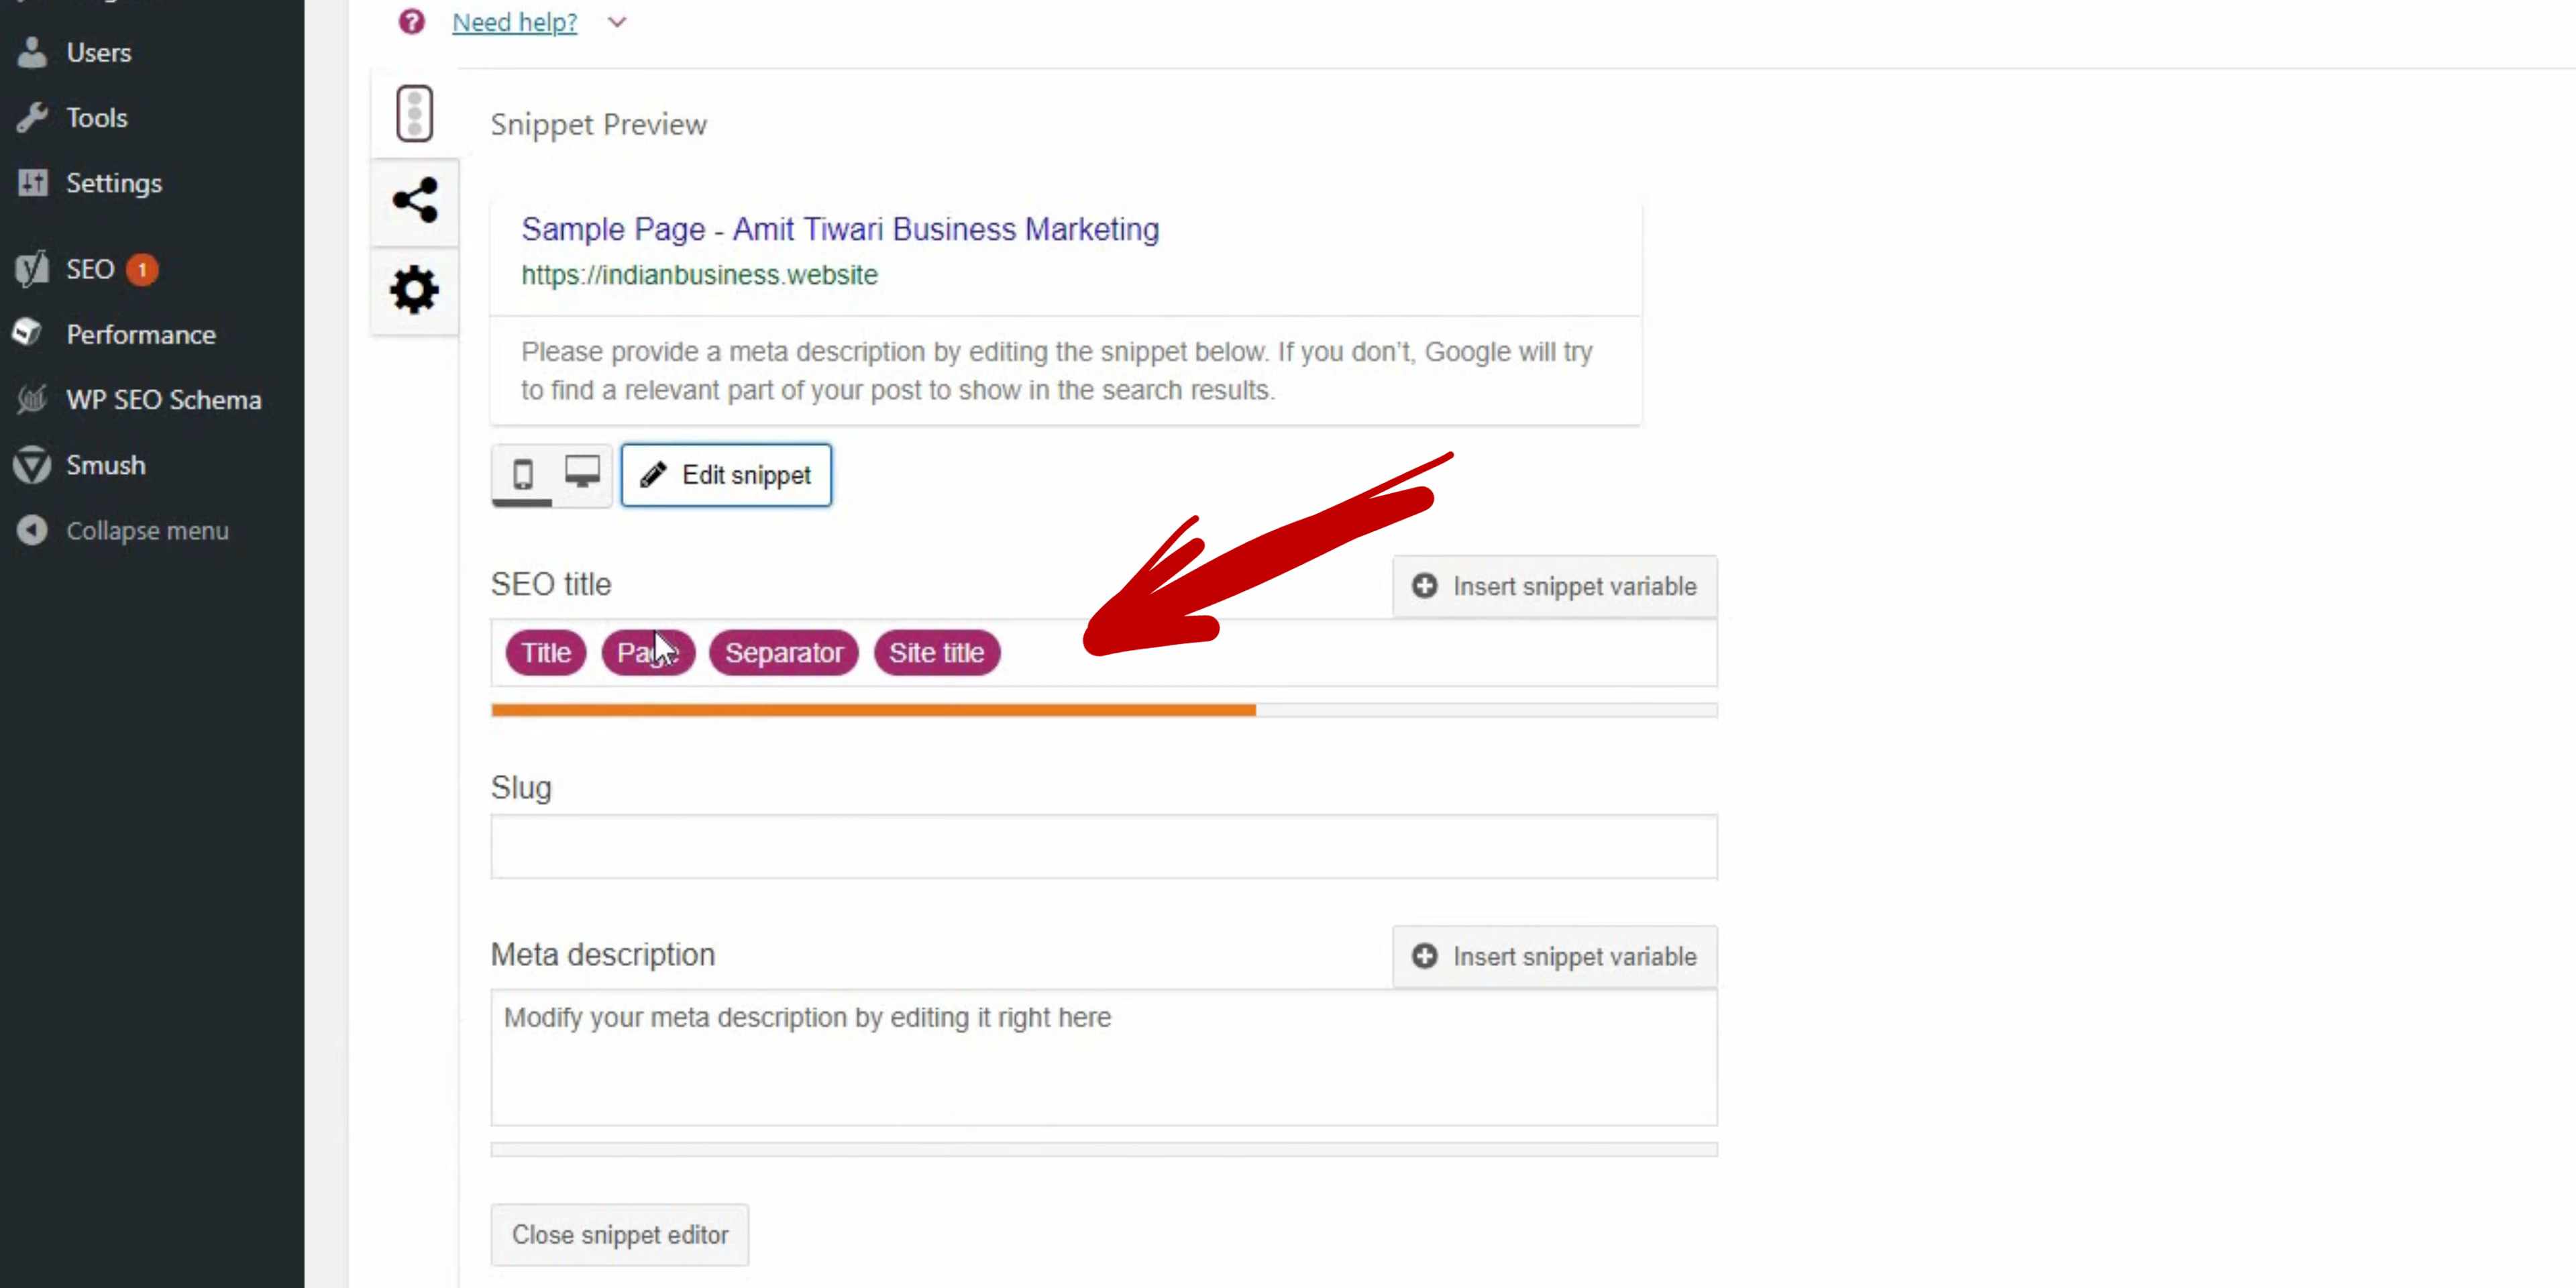 Need help?
Users
Tools
Settings
SEO 1
Performance
WP SEO Schema
Smush
Collapse menu
Snippet Preview
Sample Page - Amit Tiwari Business Marketing
https://indianbusiness.website
Please provide a meta description by editing the snippet below. If you don't, Google will try
to find a relevant part of your post to show in the search results.
Edit snippet
SEO title
Insert snippet variable
Title Page Separator Site title
Slug
Meta description
Insert snippet variable
Modify your meta description by editing it right here
Close snippet editor